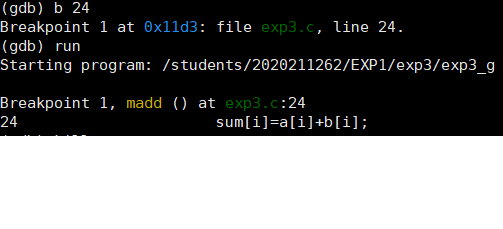 (gdb) b 24
Breakpoint 1 at 0x11d3: file exp3.c, line 24.
(gdb) run
Starting program: /students/2020211262/EXP1/exp3/exp3_g
Breakpoint 1, madd () at exp3.c:24
24                      sum[i]=a[i]+b[i];